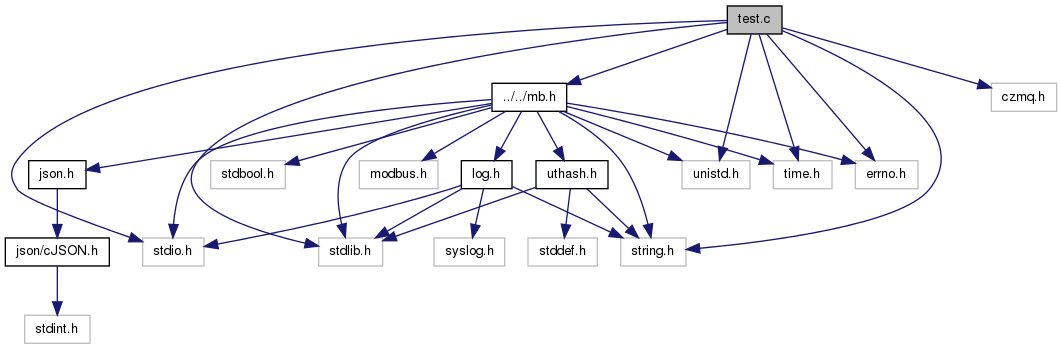 test.c
../../mb.h
czmq.h
json.h
stdbool.h
modbus.h
log.h
uthash.h
unistd.h
time.h
errno.h
json/cJSON.h
stdio.h
stdlib.h
syslog.h
stddef.h
string.h
stdint.h